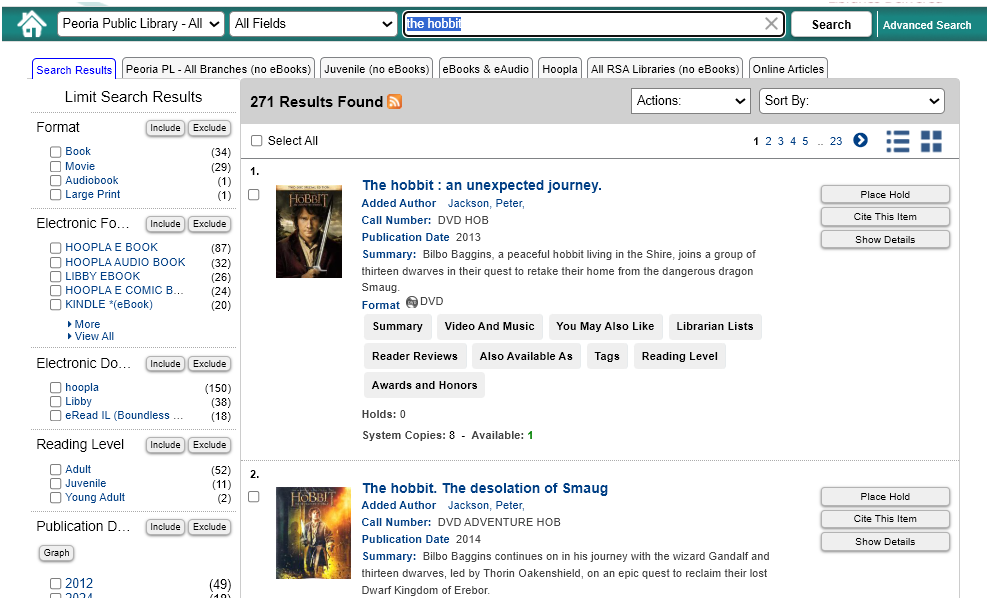 Peoria Public Library - All All Fields the hobbit Search Advanced Search
Search Results Peoria PL - All Branches (no eBooks) Juvenile (no eBooks) eBooks & eAudio Hoopla All RSA Libraries (no eBooks) Online Articles
Limit Search Results
Format Include Exclude
Book (34)
Movie (29)
Audiobook (1)
Large Print (1)
Electronic Fo... Include Exclude
HOOPLA E BOOK (87)
HOOPLA AUDIO BOOK (32)
LIBBY EBOOK (26)
HOOPLA E COMIC B... (24)
KINDLE *(eBook) (20)
More
View All
Electronic Do... Include Exclude
hoopla (150)
Libby (38)
eRead IL (Boundless ... (18)
Reading Level Include Exclude
Adult (52)
Juvenile (11)
Young Adult (2)
Publication D... Include Exclude
Graph
2012 (49)
2024 (18)
271 Results Found Actions: Sort By:
Select All 1 2 3 4 5 .. 23
1.
HOBBIT
The hobbit : an unexpected journey.
Added Author Jackson, Peter,
Call Number: DVD HOB
Publication Date 2013
Summary: Bilbo Baggins, a peaceful hobbit living in the Shire, joins a group of
thirteen dwarves in their quest to retake their home from the dangerous dragon
Smaug.
Format DVD
Place Hold
Cite This Item
Show Details
Summary Video And Music You May Also Like Librarian Lists
Reader Reviews Also Available As Tags Reading Level
Awards and Honors
Holds: 0
System Copies: 8 - Available: 1
2.
HOBBIT
The hobbit. The desolation of Smaug
Added Author Jackson, Peter,
Call Number: DVD ADVENTURE HOB
Publication Date 2014
Summary: Bilbo Baggins continues on in his journey with the wizard Gandalf and
thirteen dwarves, led by Thorin Oakenshield, on an epic quest to reclaim their lost
Dwarf Kingdom of Erebor.
Place Hold
Cite This Item
Show Details